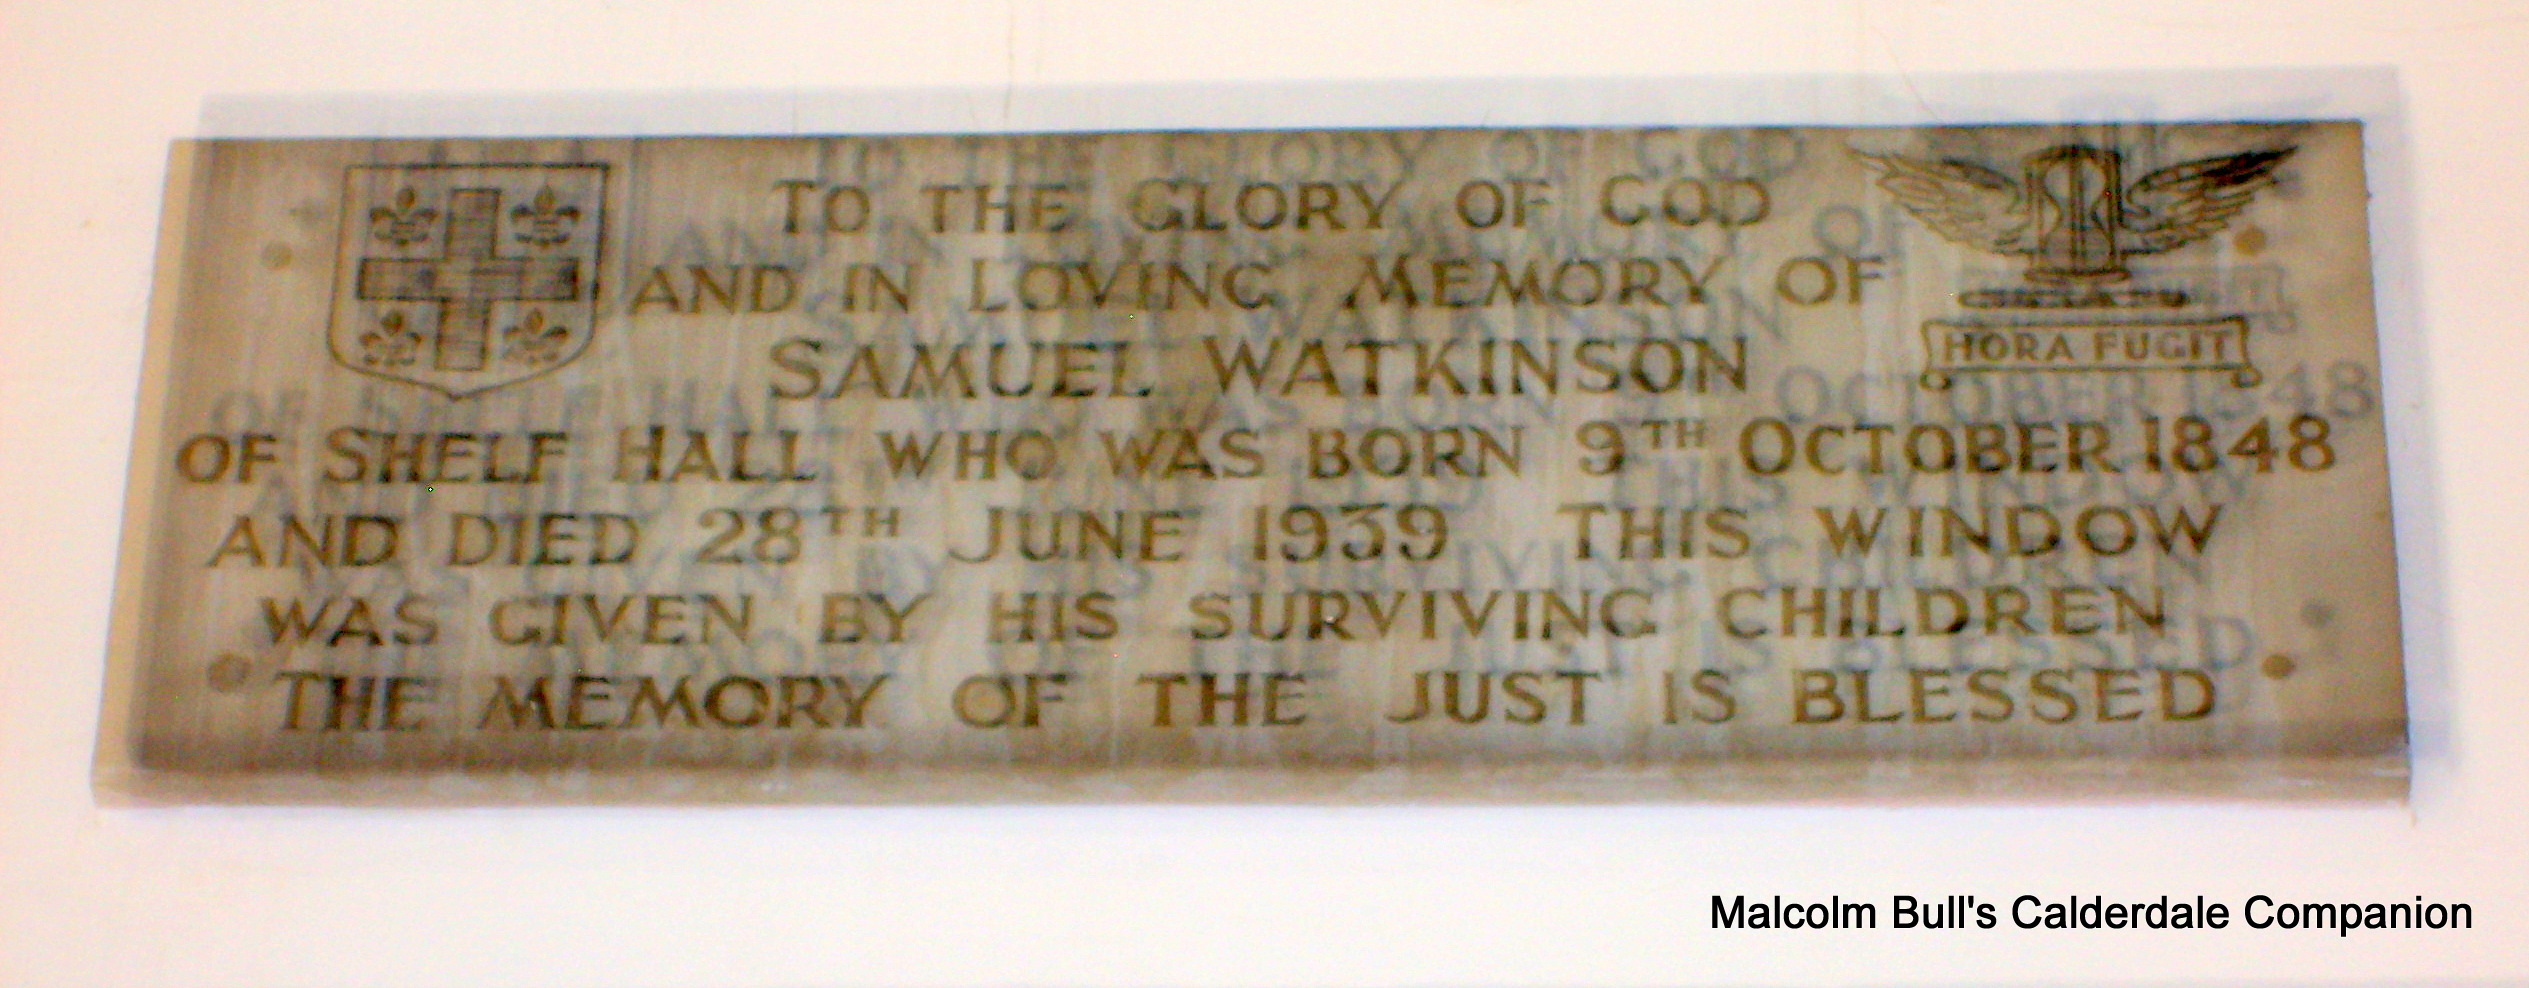 TO THE GLORY OF GOD
AND IN LOVING MEMORY OF
SAMUEL WATKINSON
HORA FUGIT
OF SHELF HALL WHO WAS BORN 9TH OCTOBER 1848
AND DIED 28TH JUNE 1939 THIS WINDOW
WAS GIVEN BY HIS SURVIVING CHILDREN
THE MEMORY OF THE JUST IS BLESSED
Malcolm Bull's Calderdale Companion